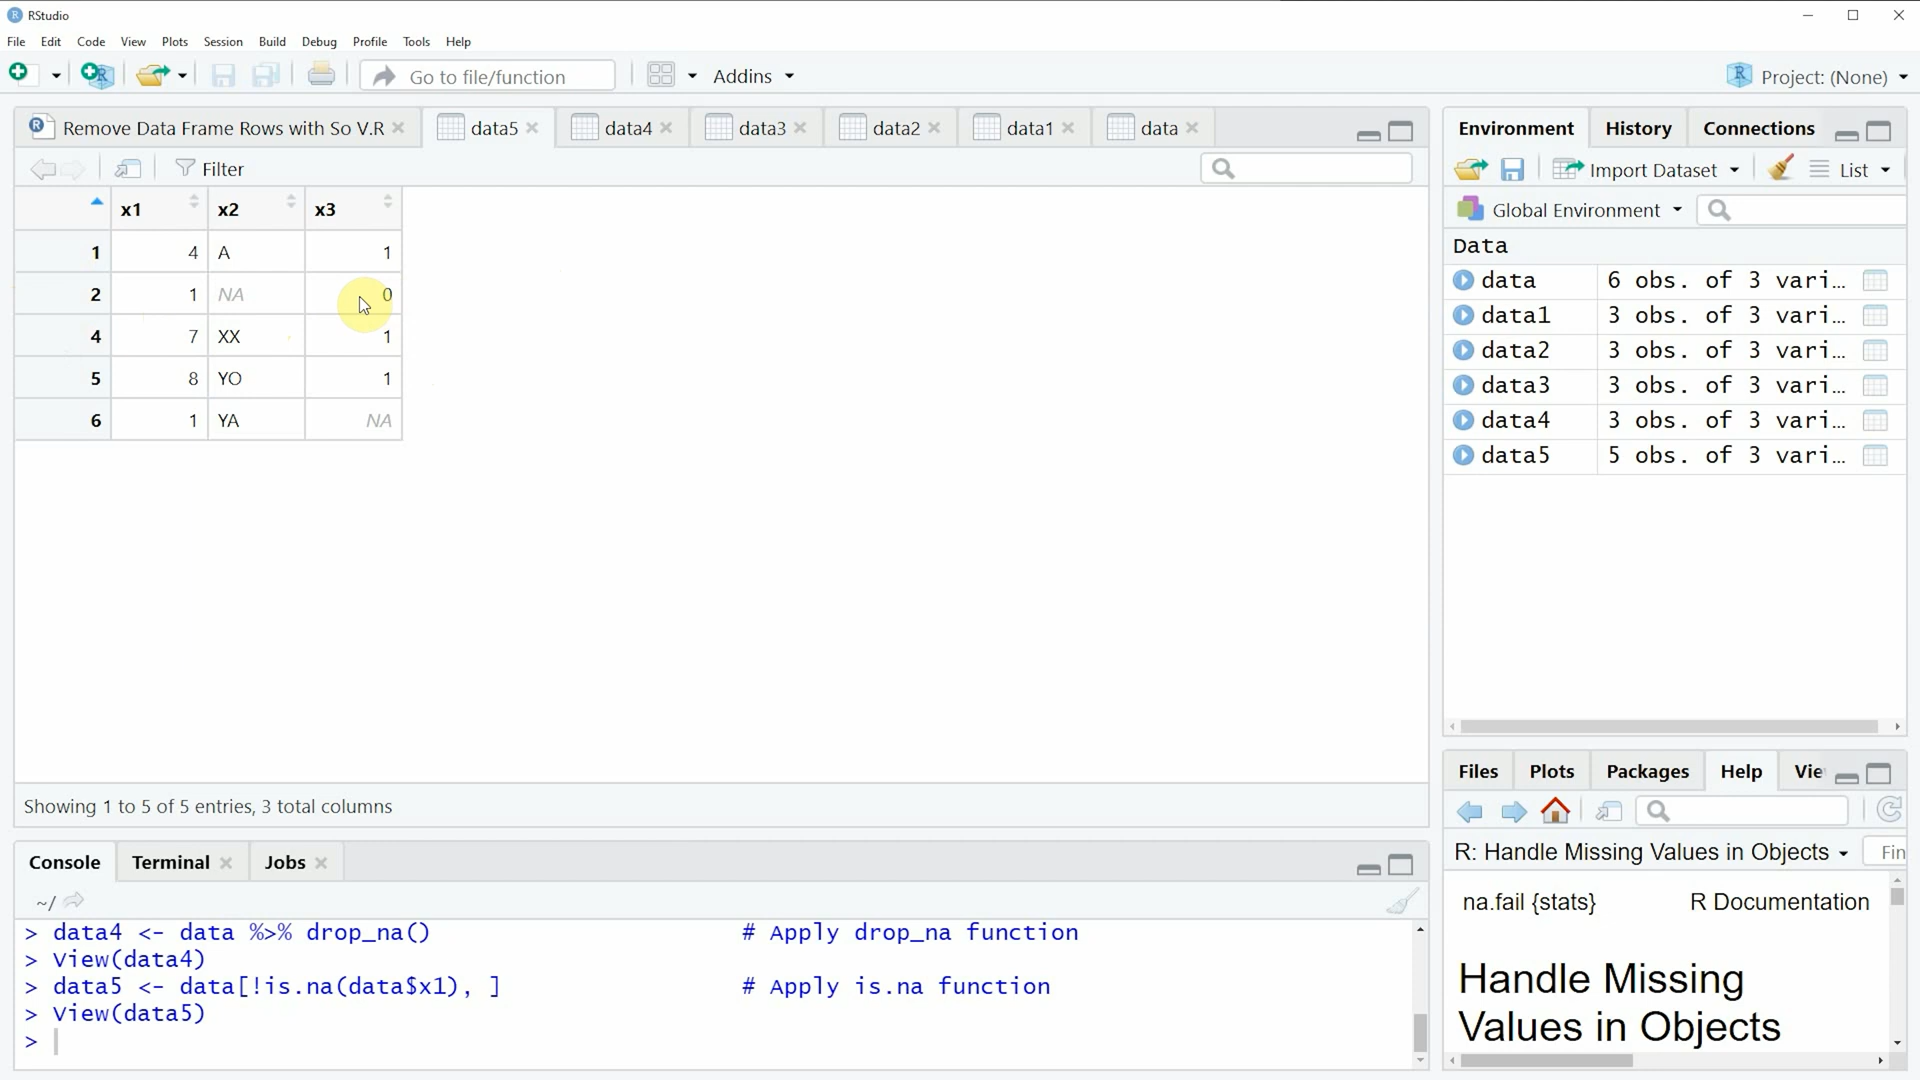 RStudio
File Edit Code View Plots Session Build Debug Profile Tools Help
Go to file/function Addins Project: (None)
Remove Data Frame Rows with So V.R data5 data4 data3 data2 data1 data
Filter
x1 x2 x3
1 4 A 1
2 1 NA 0
4 7 XX 1
5 8 YO 1
6 1 YA NA
Showing 1 to 5 of 5 entries, 3 total columns
Console Terminal Jobs
~/
> data4 <- data %>% drop_na() # Apply drop_na function
> View(data4)
> data5 <- data[!is.na(data$x1), ] # Apply is.na function
> View(data5)
>
Environment History Connections
Import Dataset List
Global Environment
Data
data 6 obs. of 3 vari…
data1 3 obs. of 3 vari…
data2 3 obs. of 3 vari…
data3 3 obs. of 3 vari…
data4 3 obs. of 3 vari…
data5 5 obs. of 3 vari…
Files Plots Packages Help Vie
R: Handle Missing Values in Objects Fin
na.fail {stats} R Documentation
Handle Missing
Values in Objects